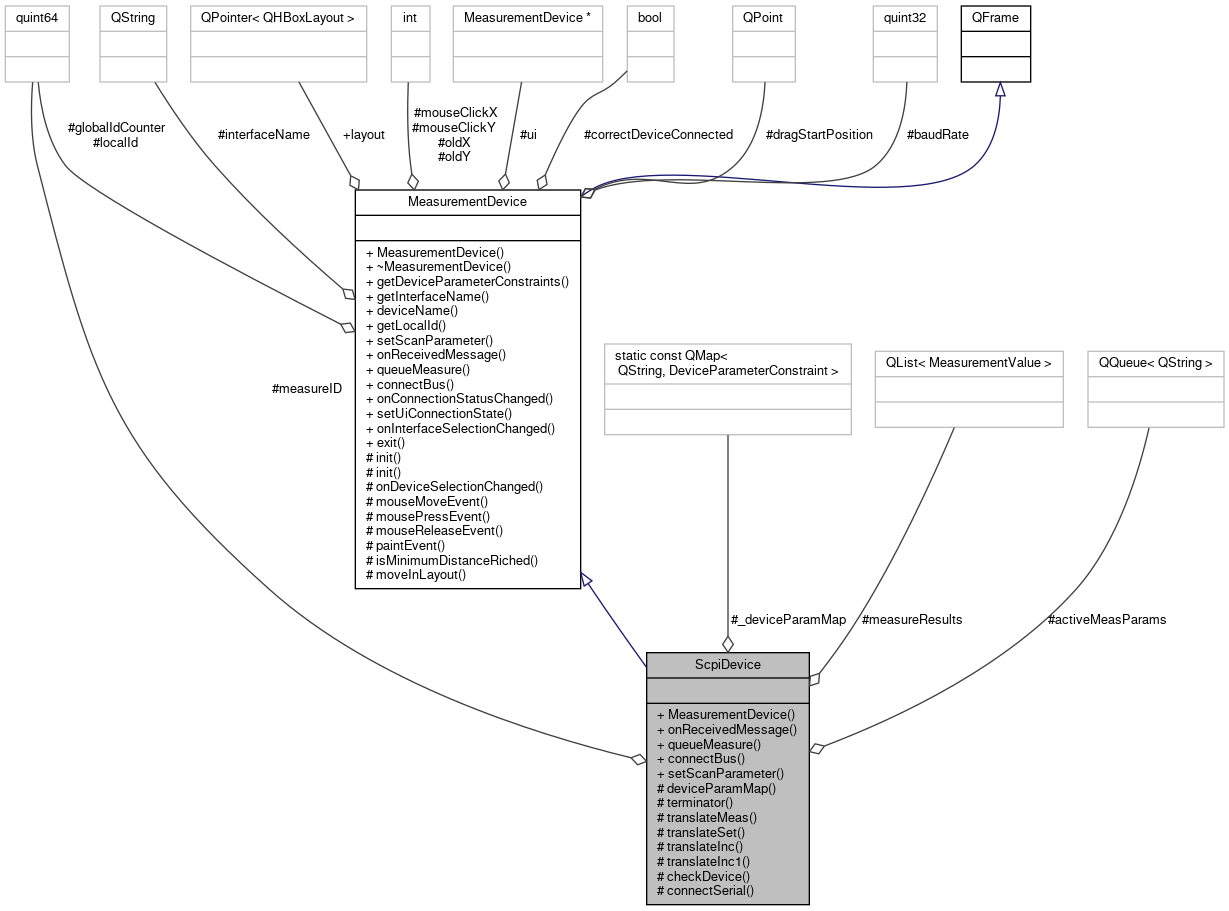 quint64
QString
QPointer< QHBoxLayout >
int
MeasurementDevice *
bool
QPoint
quint32
QFrame
#globalIdCounter
#localId
#interfaceName
+layout
#mouseClickX
#mouseClickY
#oldX
#oldY
#ui
#correctDeviceConnected
#dragStartPosition
#baudRate
MeasurementDevice
+ MeasurementDevice()
+ ~MeasurementDevice()
+ getDeviceParameterConstraints()
+ getInterfaceName()
+ deviceName()
+ getLocalId()
+ setScanParameter()
+ onReceivedMessage()
+ queueMeasure()
+ connectBus()
+ onConnectionStatusChanged()
+ setUiConnectionState()
+ onInterfaceSelectionChanged()
+ exit()
# init()
# init()
# onDeviceSelectionChanged()
# mouseMoveEvent()
# mousePressEvent()
# mouseReleaseEvent()
# paintEvent()
# isMinimumDistanceRiched()
# moveInLayout()
#measureID
static const QMap<
QString, DeviceParameterConstraint >
QList< MeasurementValue >
QQueue< QString >
#_deviceParamMap
#measureResults
#activeMeasParams
ScpiDevice
+ MeasurementDevice()
+ onReceivedMessage()
+ queueMeasure()
+ connectBus()
+ setScanParameter()
# deviceParamMap()
# terminator()
# translateMeas()
# translateSet()
# translateInc()
# translateInc1()
# checkDevice()
# connectSerial()